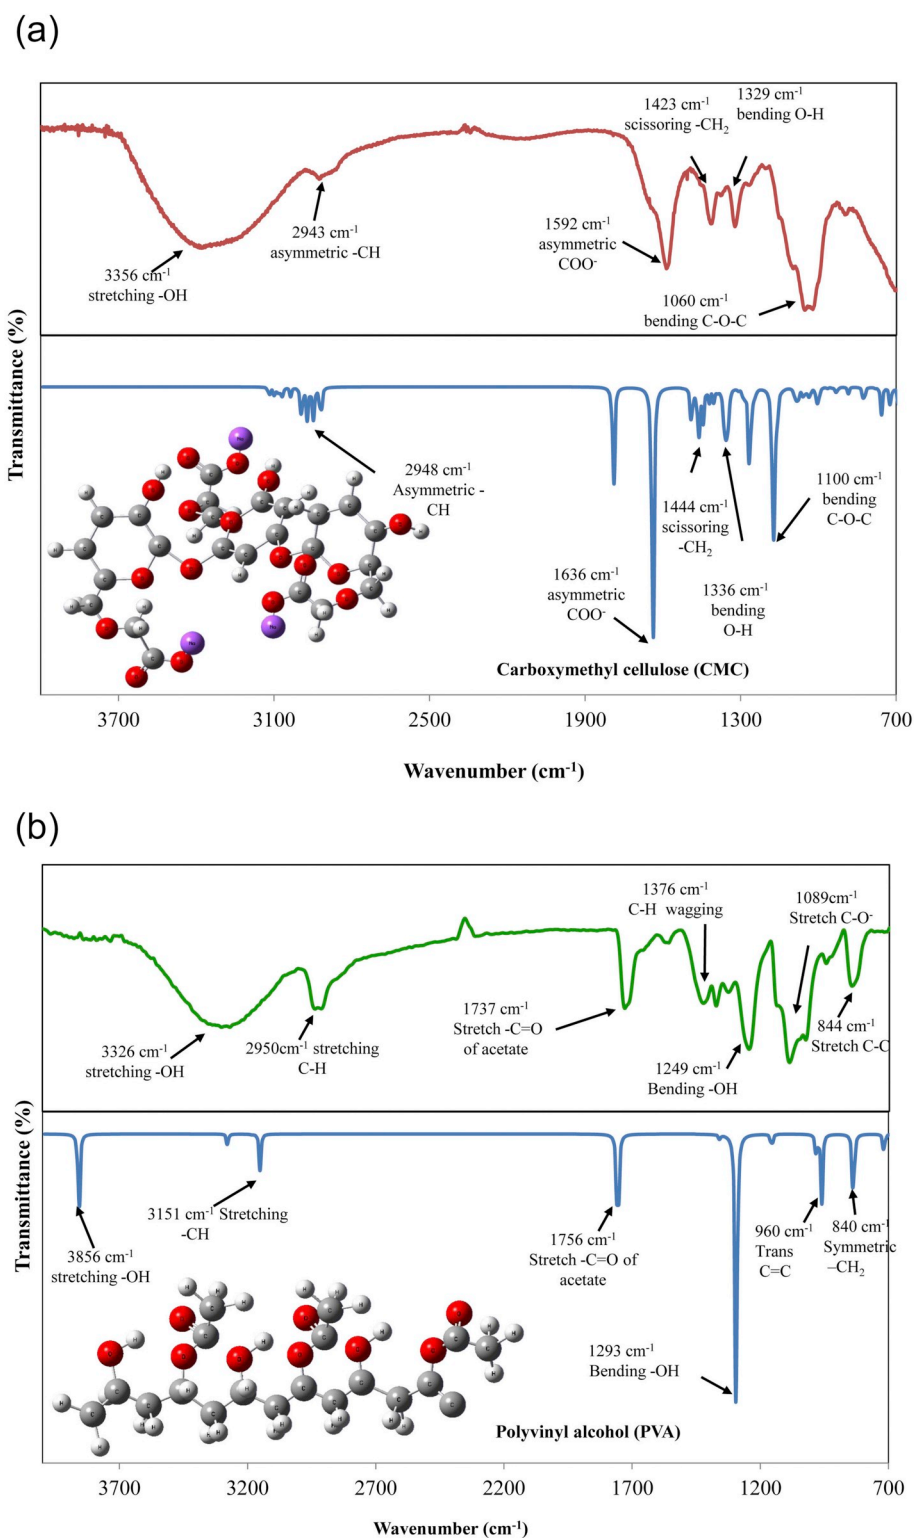 (a)
1423 cm-1
scissoring -CH2
1329 cm-1
bending O-H
2943 cm-1
asymmetric -CH
3356 cm-1
stretching -OH
1592 cm-1
asymmetric
COO-
1060 cm-1
bending C-O-C
Transmittance (%)
2948 cm-1
Asymmetric -
CH
1444 cm-1
scissoring
-CH2
1100 cm-1
bending
C-O-C
1636 cm-1
asymmetric
COO-
1336 cm-1
bending
O-H
Carboxymethyl cellulose (CMC)
3700 3100 2500 1900 1300 700
Wavenumber (cm-1)
(b)
1376 cm-1
C-H wagging
1089cm-1
Stretch C-O-
3326 cm-1
stretching -OH
2950cm-1 stretching
C-H
1737 cm-1
Stretch -C=O
of acetate
1249 cm-1
Bending -OH
844 cm-1
Stretch C-C
Transmittance (%)
3856 cm-1
stretching -OH
3151 cm-1 Stretching
-CH
1756 cm-1
Stretch -C=O of
acetate
960 cm-1
Trans
C=C
840 cm-1
Symmetric
–CH2
1293 cm-1
Bending -OH
Polyvinyl alcohol (PVA)
3700 3200 2700 2200 1700 1200 700
Wavenumber (cm-1)